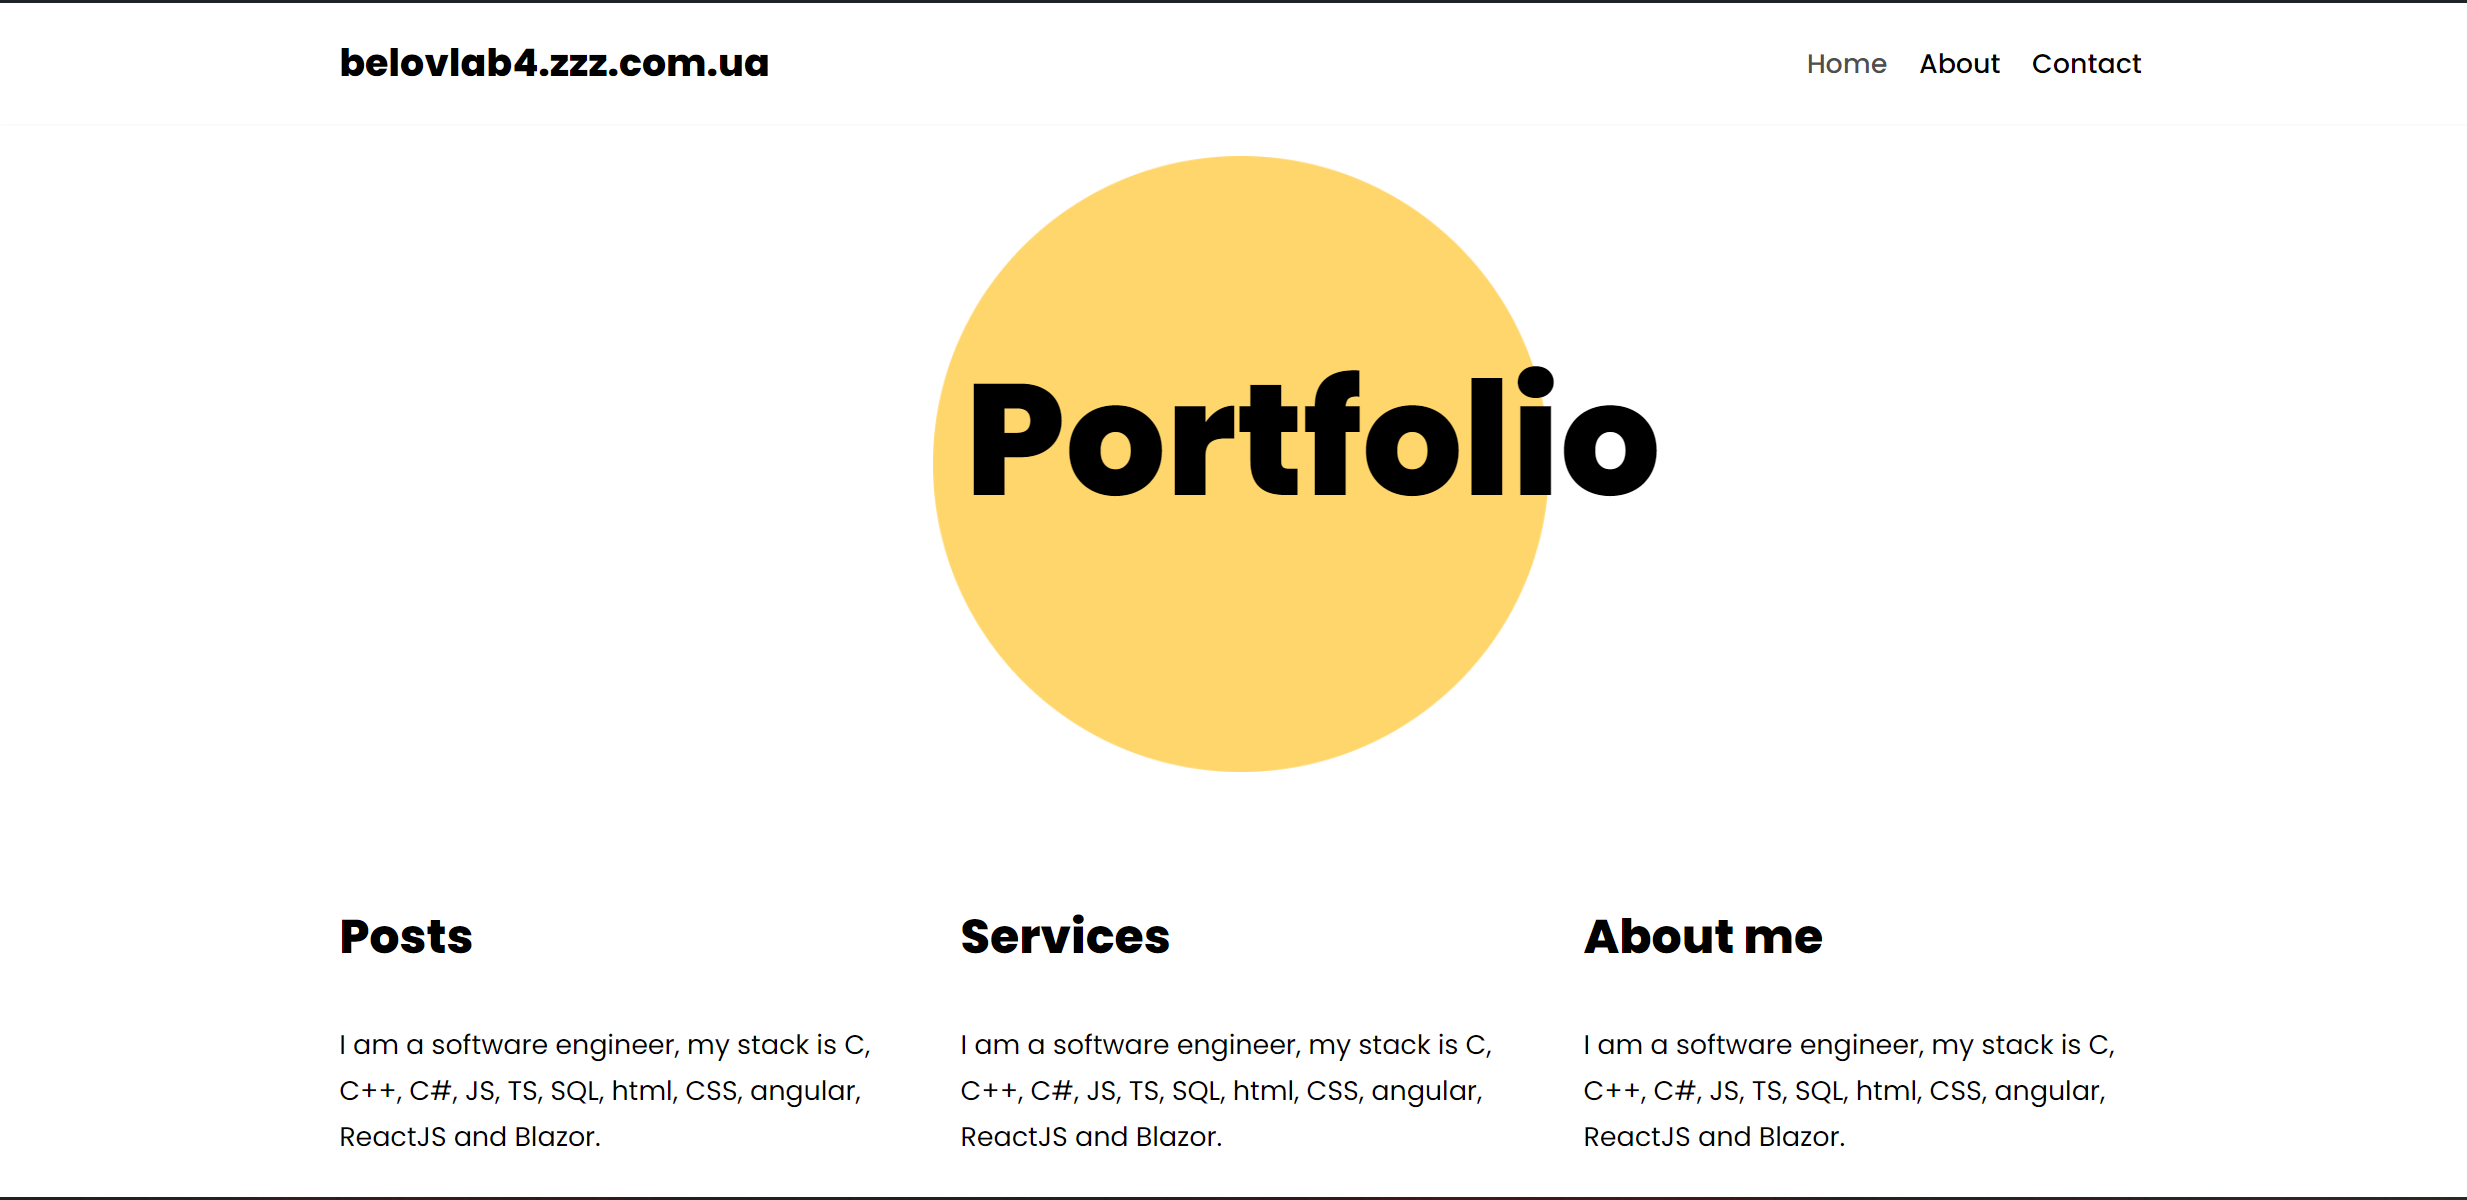 belovlab4.zzz.com.ua
Home About Contact
Portfolio
Posts
I am a software engineer, my stack is C,
C++, C#, JS, TS, SQL, html, CSS, angular,
ReactJS and Blazor.
Services
I am a software engineer, my stack is C,
C++, C#, JS, TS, SQL, html, CSS, angular,
ReactJS and Blazor.
About me
I am a software engineer, my stack is C,
C++, C#, JS, TS, SQL, html, CSS, angular,
ReactJS and Blazor.